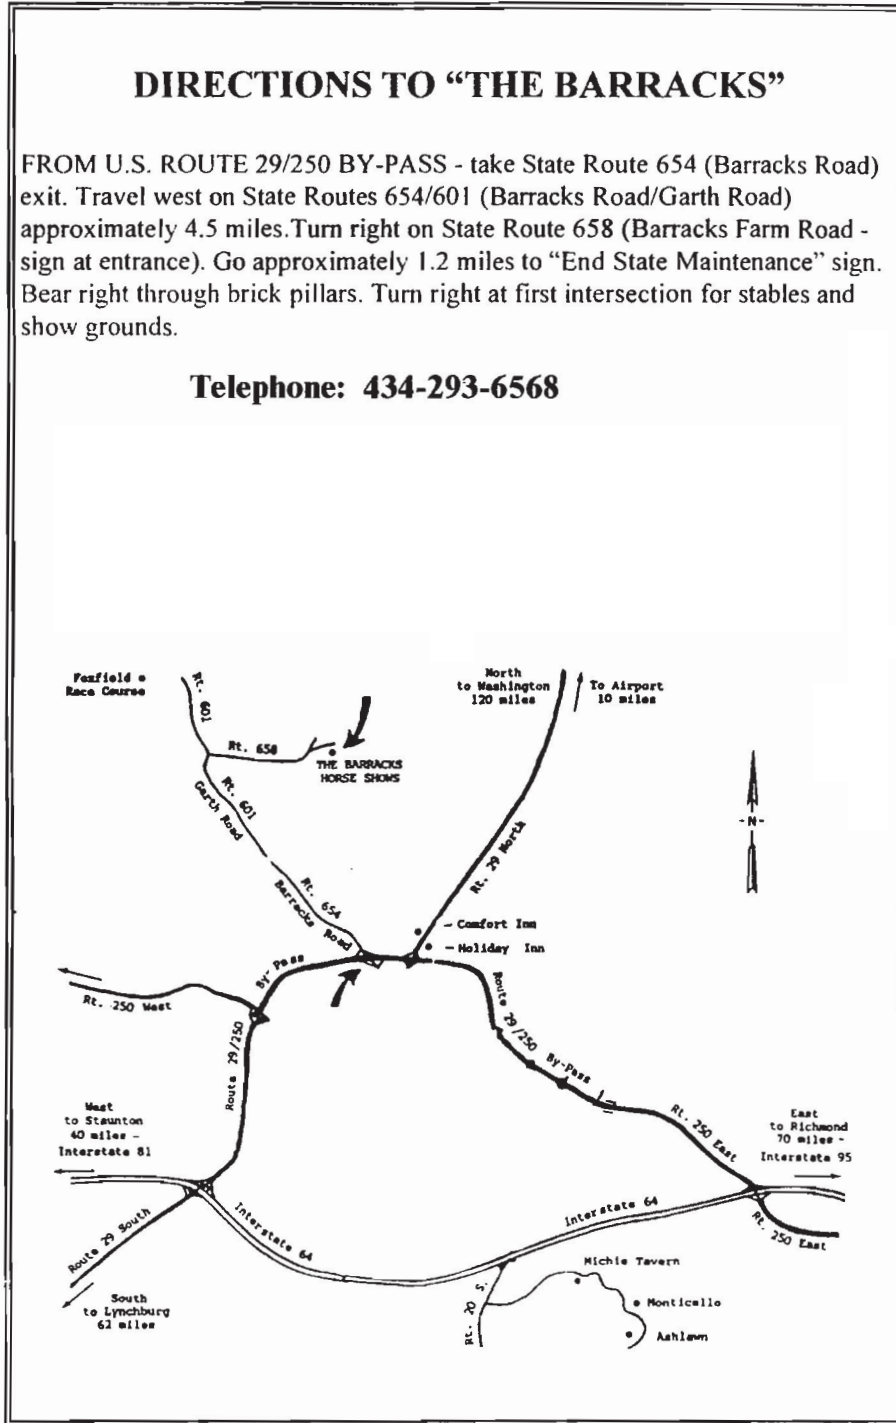 DIRECTIONS TO “THE BARRACKS”
FROM U.S. ROUTE 29/250 BY-PASS - take State Route 654 (Barracks Road)
exit. Travel west on State Routes 654/601 (Barracks Road/Garth Road)
approximately 4.5 miles.Turn right on State Route 658 (Barracks Farm Road -
sign at entrance). Go approximately 1.2 miles to “End State Maintenance” sign.
Bear right through brick pillars. Turn right at first intersection for stables and
show grounds.
Telephone: 434-293-6568
Foxfield
Race Course
Rt. 601
North
to Washington
120 miles
To Airport
10 miles
Rt. 658
THE BARRACKS
HORSE SHOWS
Rt. 601
Garth Road
-N-
Rt. 29 North
Rt. 654
Barracks Road
- Comfort Inn
- Holiday Inn
By-Pass
Rt. 250 West
Route 29/250
Route 29/250 By-Pass
West
to Staunton
40 miles -
Interstate 81
Rt. 250 East
East
to Richmond
70 miles -
Interstate 95
Route 29 South
Interstate 64
Interstate 64
Rt. 250 East
Michie Tavern
South
to Lynchburg
62 miles
Rt. 20 S.
Monticello
Ashlawn